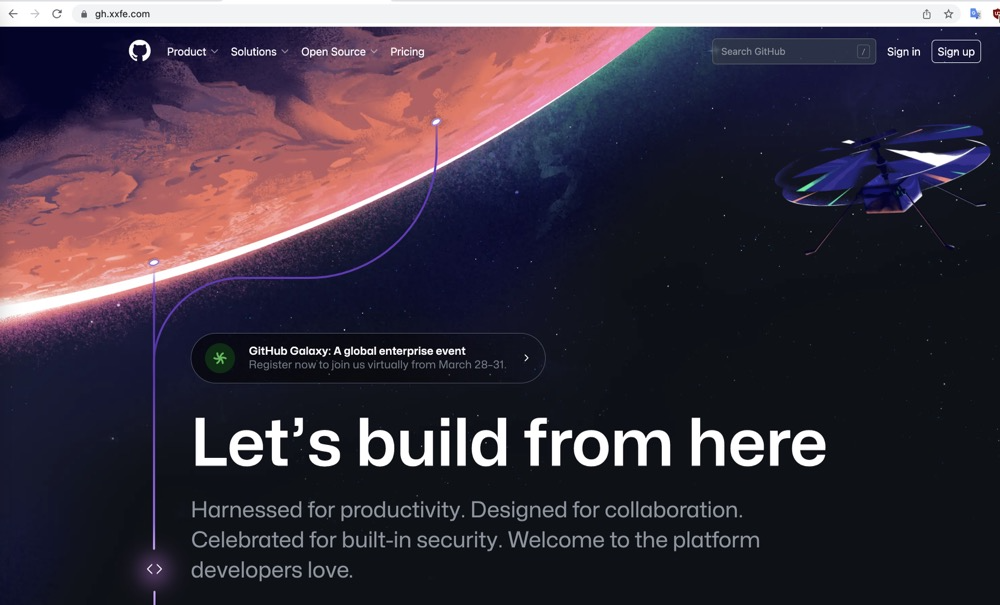 gh.xxfe.com
Product Solutions Open Source Pricing Search GitHub / Sign in Sign up
GitHub Galaxy: A global enterprise event
Register now to join us virtually from March 28–31.
Let’s build from here
Harnessed for productivity. Designed for collaboration.
Celebrated for built-in security. Welcome to the platform
developers love.